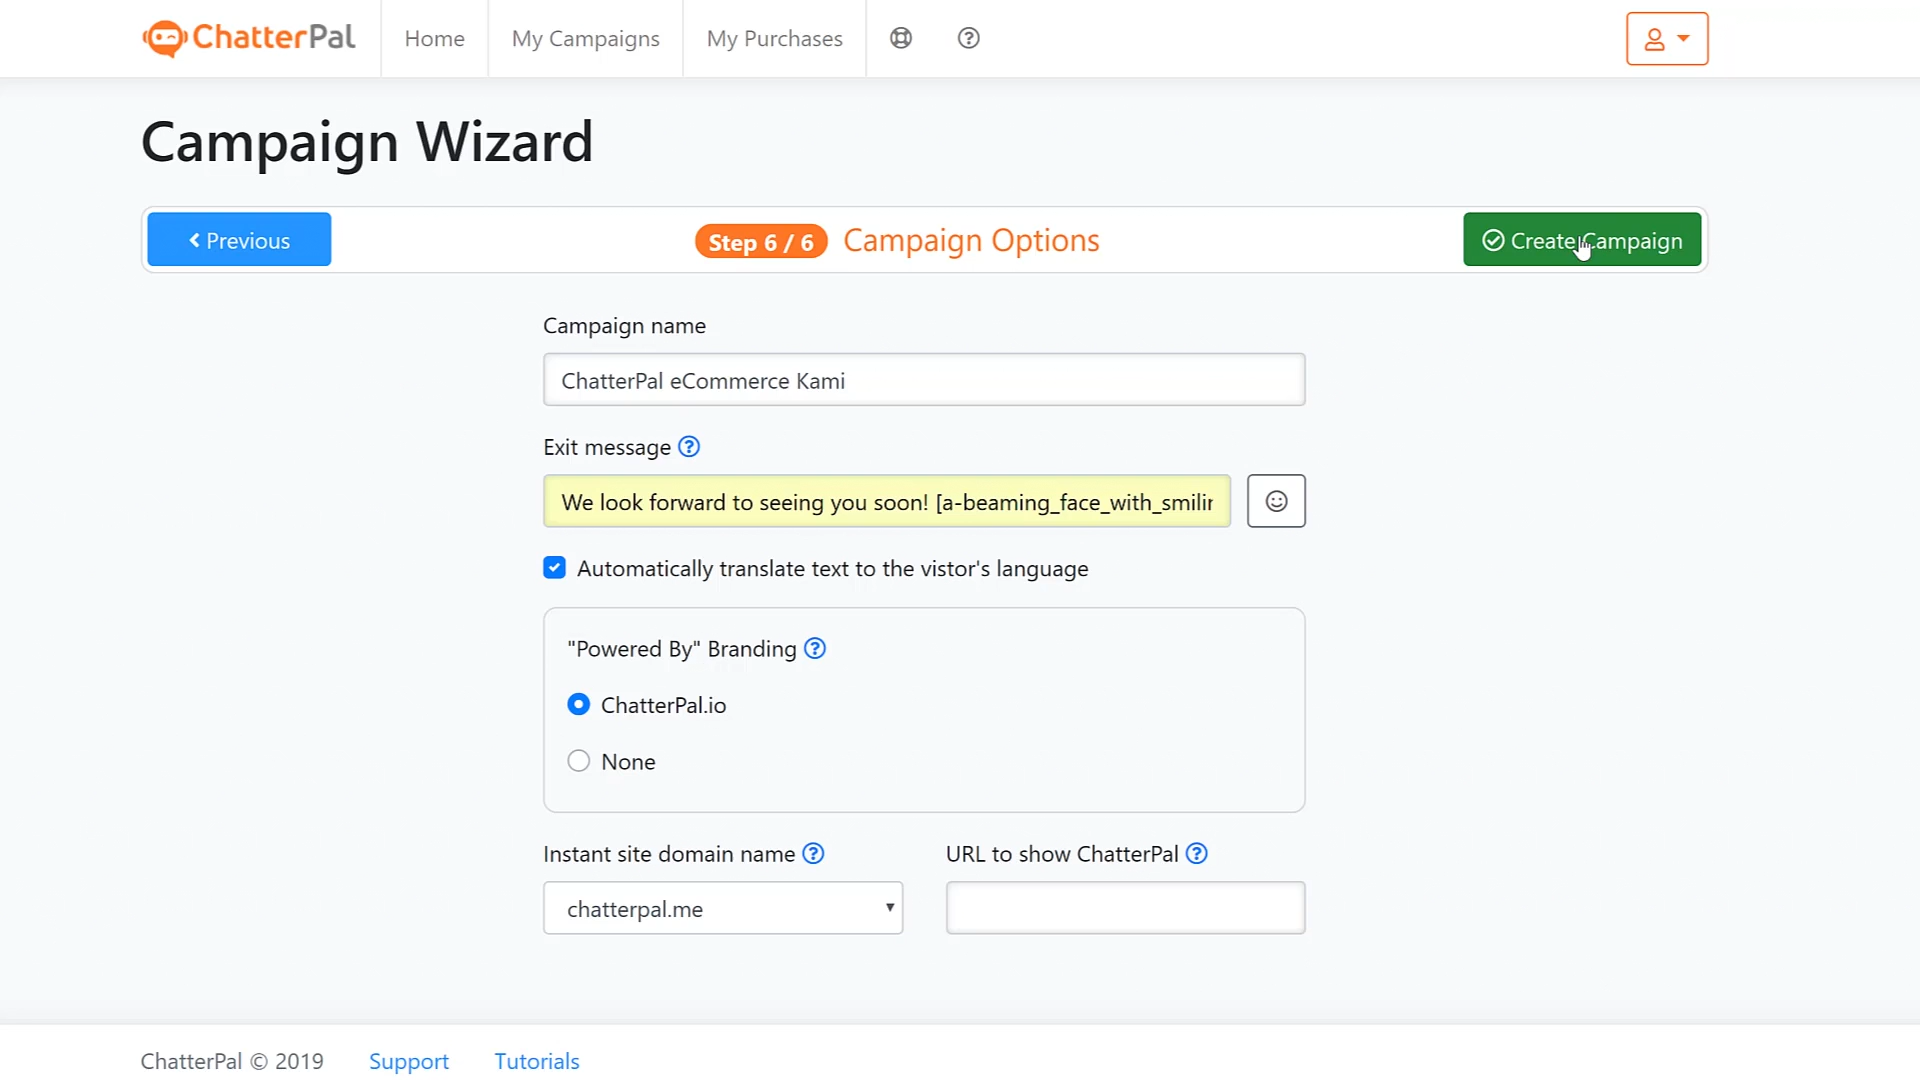 ChatterPal
Home
My Campaigns
My Purchases
Campaign Wizard
Previous
Step 6 / 6
Campaign Options
Create Campaign
Campaign name
ChatterPal eCommerce Kami
Exit message
We look forward to seeing you soon! [a-beaming_face_with_smilin
Automatically translate text to the vistor's language
"Powered By" Branding
ChatterPal.io
None
Instant site domain name
URL to show ChatterPal
chatterpal.me
ChatterPal © 2019
Support
Tutorials